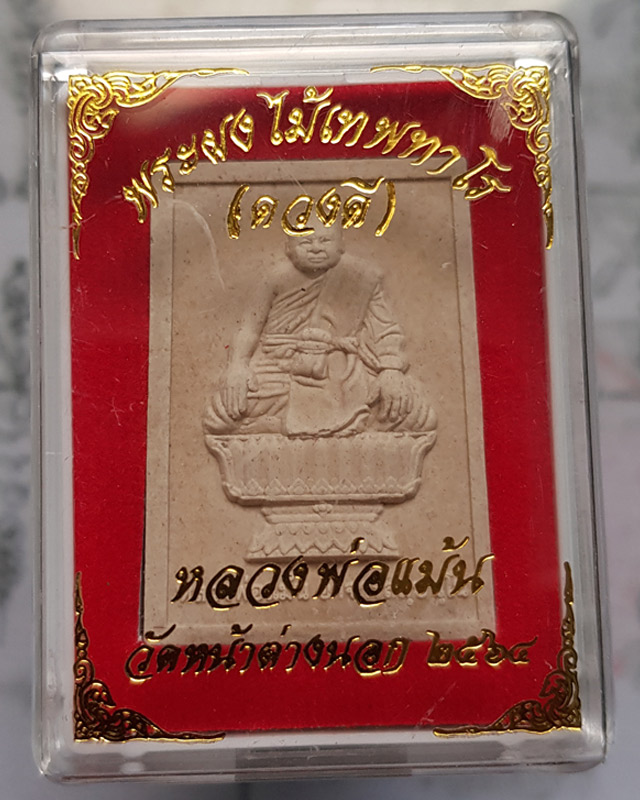 พระผงไม้เทพทาโร
(ดวงดี)
หลวงพ่อแม้น
วัดหน้าต่างนอก ๒๕๖๔